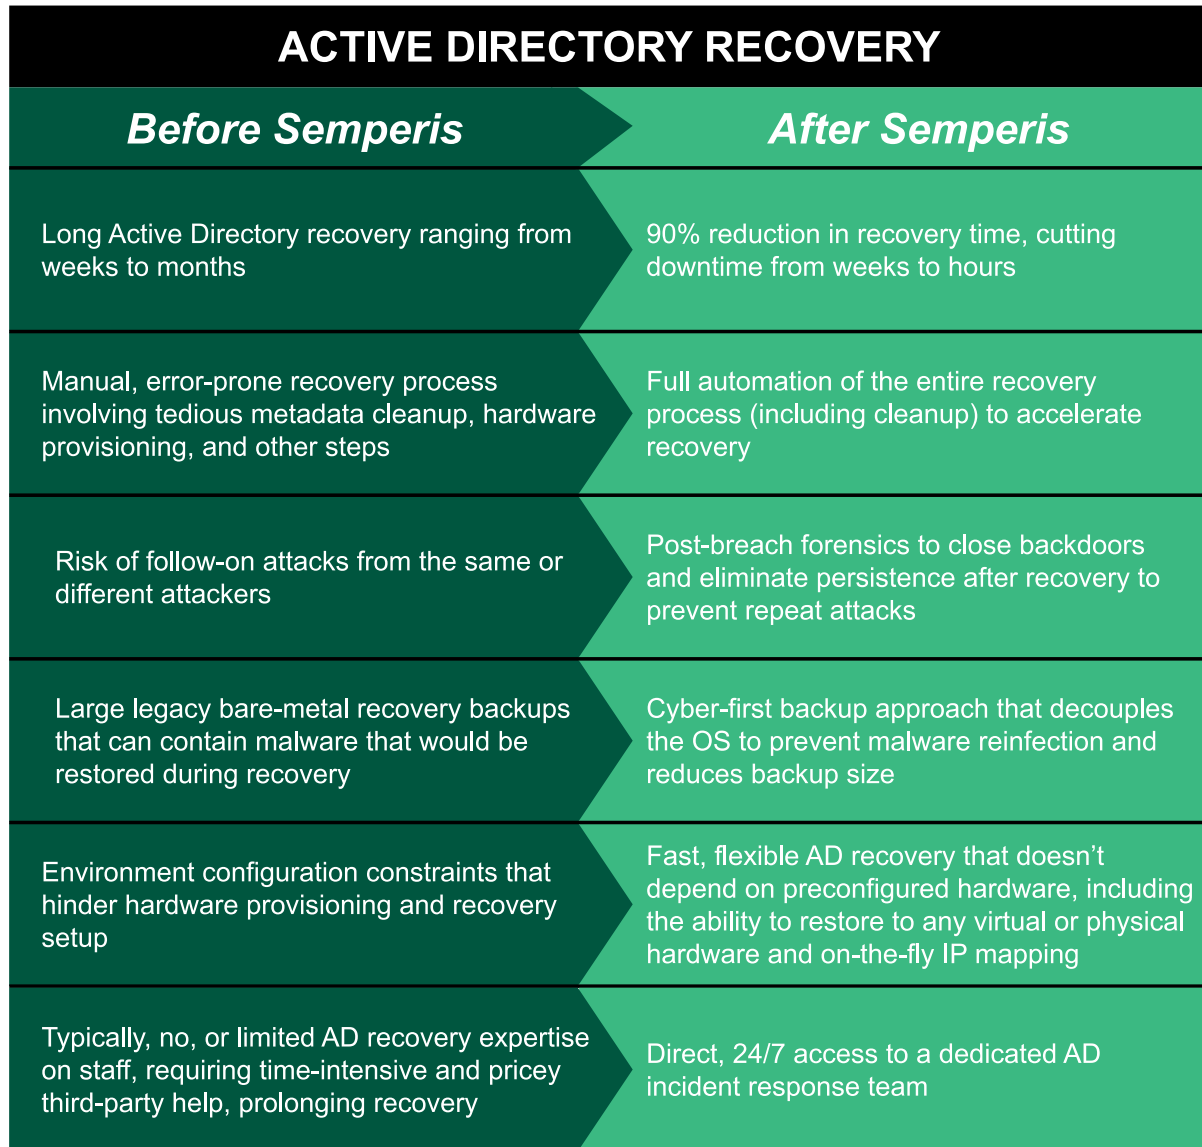 ACTIVE DIRECTORY RECOVERY
Before Semperis
After Semperis
Long Active Directory recovery ranging from
weeks to months
90% reduction in recovery time, cutting
downtime from weeks to hours
Manual, error-prone recovery process
involving tedious metadata cleanup, hardware
provisioning, and other steps
Full automation of the entire recovery
process (including cleanup) to accelerate
recovery
Risk of follow-on attacks from the same or
different attackers
Post-breach forensics to close backdoors
and eliminate persistence after recovery to
prevent repeat attacks
Large legacy bare-metal recovery backups
that can contain malware that would be
restored during recovery
Cyber-first backup approach that decouples
the OS to prevent malware reinfection and
reduces backup size
Environment configuration constraints that
hinder hardware provisioning and recovery
setup
Fast, flexible AD recovery that doesn’t
depend on preconfigured hardware, including
the ability to restore to any virtual or physical
hardware and on-the-fly IP mapping
Typically, no, or limited AD recovery expertise
on staff, requiring time-intensive and pricey
third-party help, prolonging recovery
Direct, 24/7 access to a dedicated AD
incident response team